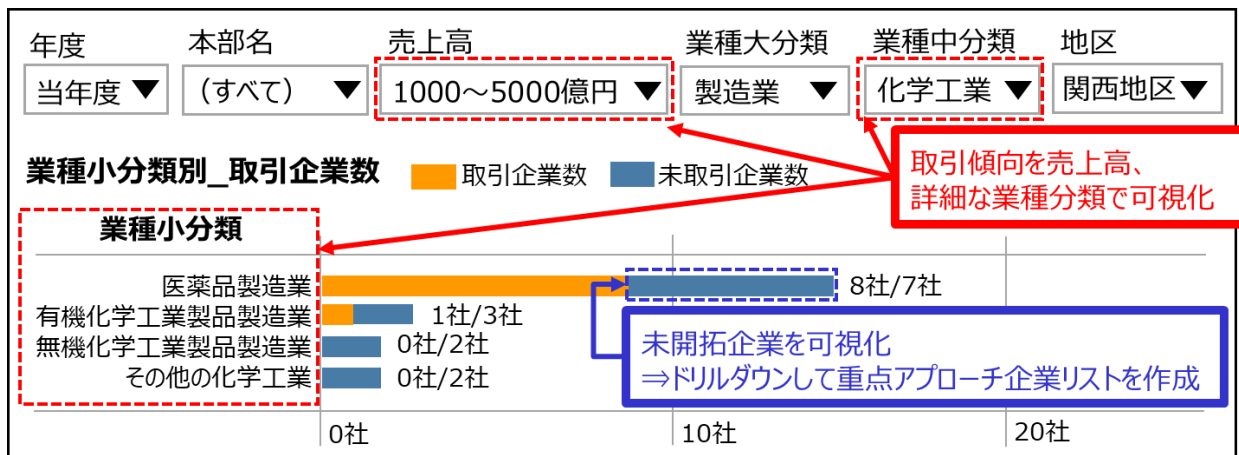 年度 本部名 売上高 業種大分類 業種中分類 地区
当年度▼ (すべて) ▼ 1000～5000億円 ▼ 製造業 ▼ 化学工業▼ 関西地区▼
業種小分類別_取引企業数 取引企業数 未取引企業数
取引傾向を売上高、
詳細な業種分類で可視化
業種小分類
医薬品製造業 8社/7社
有機化学工業製品製造業 1社/3社
無機化学工業製品製造業 0社/2社
その他の化学工業 0社/2社
未開拓企業を可視化
⇒ドリルダウンして重点アプローチ企業リストを作成
0社 10社 20社